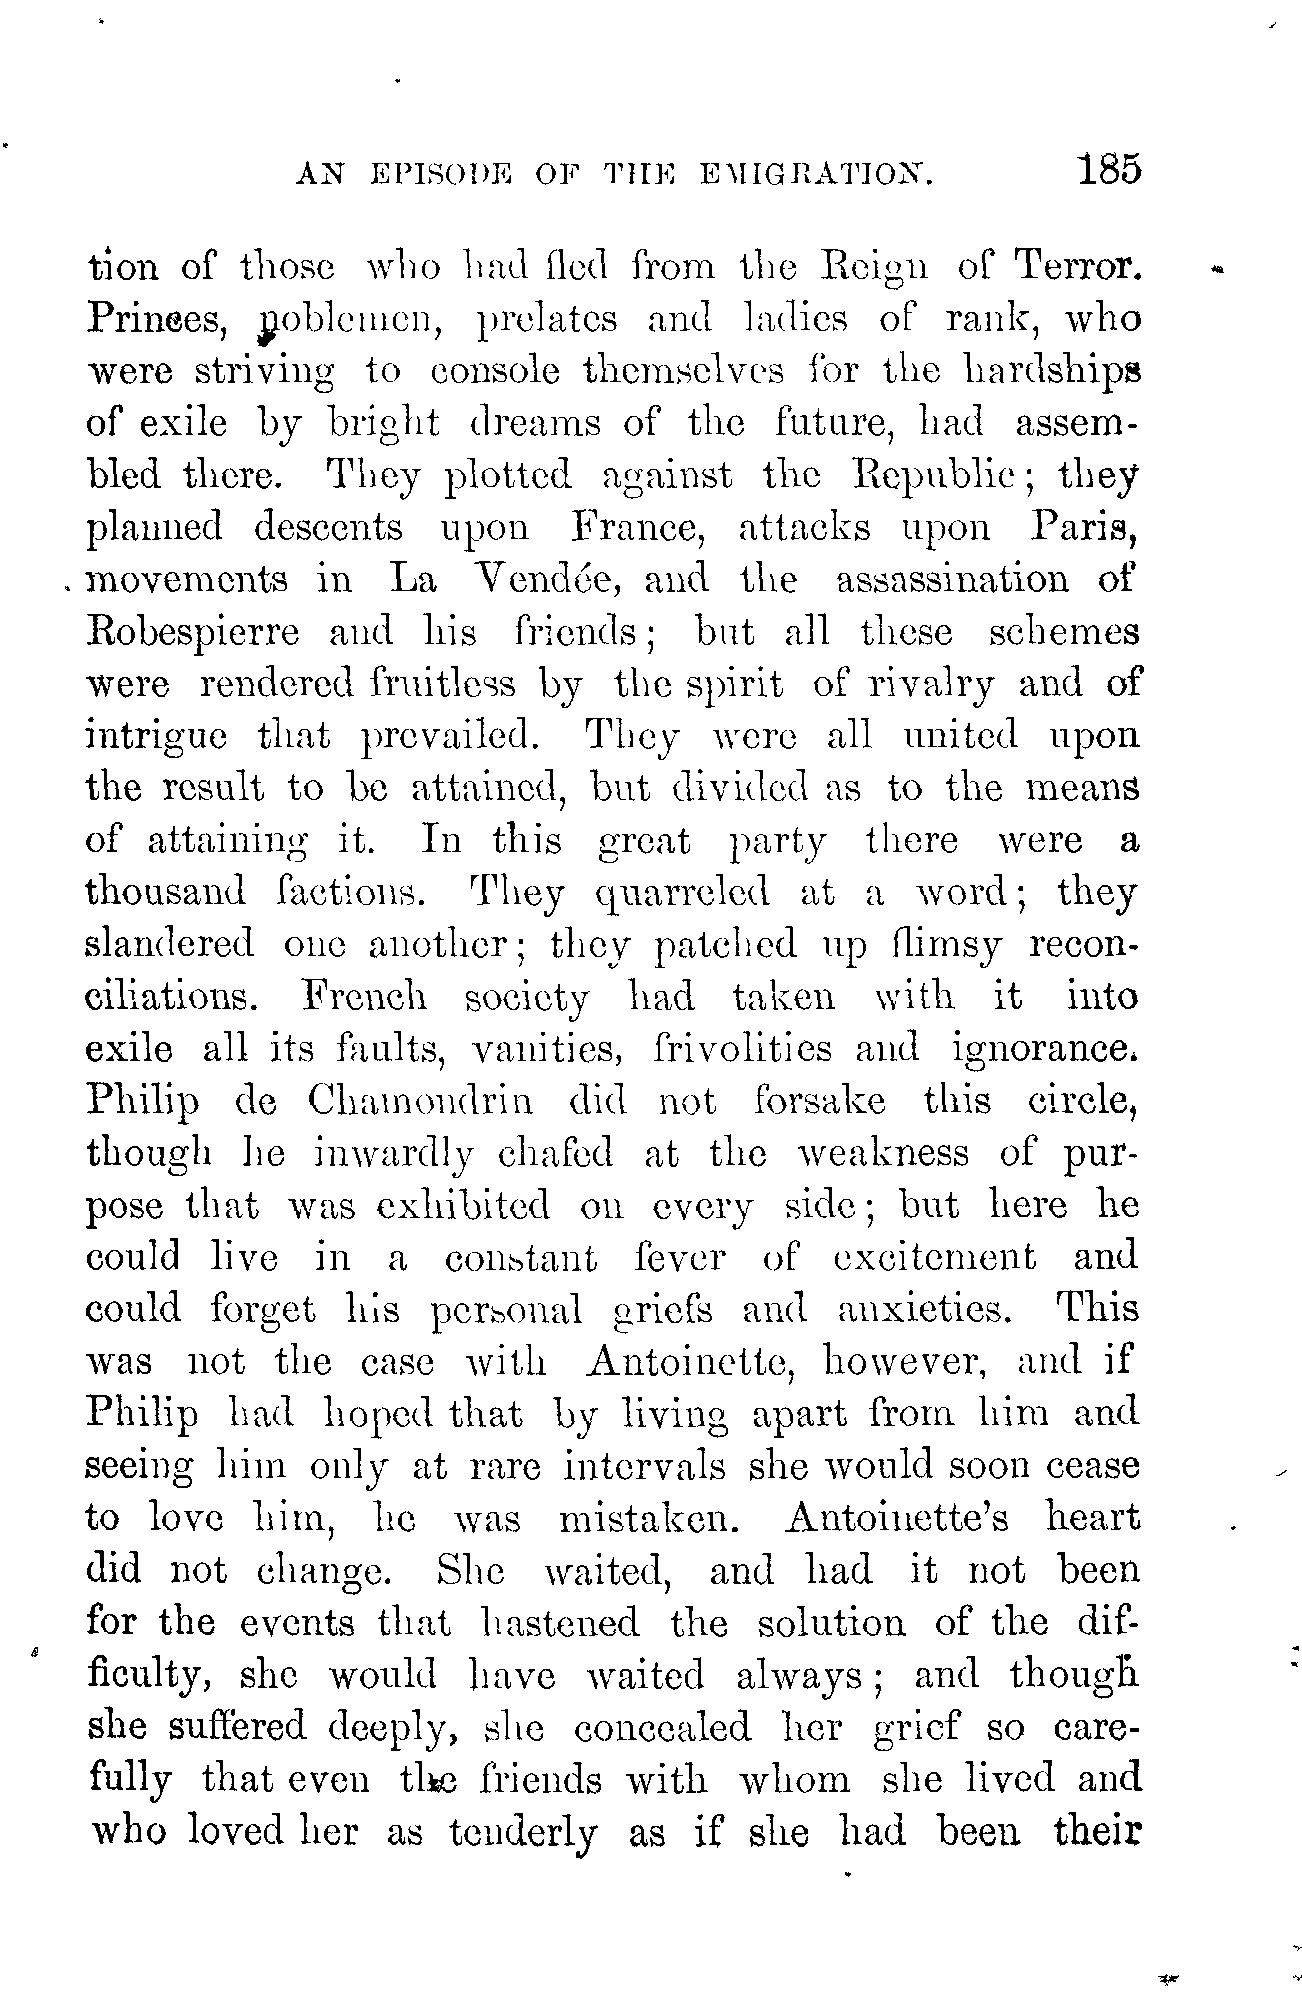 AN EPISODE OF THE EMIGRATION. 185
tion of those who had fled from the Reign of Terror.
Princes, noblemen, prelates and ladies of rank, who
were striving to console themselves for the hardships
of exile by bright dreams of the future, had assem-
bled there. They plotted against the Republic; they
planned descents upon France, attacks upon Paris,
movements in La Vendée, and the assassination of
Robespierre and his friends; but all these schemes
were rendered fruitless by the spirit of rivalry and of
intrigue that prevailed. They were all united upon
the result to be attained, but divided as to the means
of attaining it. In this great party there were a
thousand factions. They quarreled at a word; they
slandered one another; they patched up flimsy recon-
ciliations. French society had taken with it into
exile all its faults, vanities, frivolities and ignorance.
Philip de Chamondrin did not forsake this circle,
though he inwardly chafed at the weakness of pur-
pose that was exhibited on every side; but here he
could live in a constant fever of excitement and
could forget his personal griefs and anxieties. This
was not the case with Antoinette, however, and if
Philip had hoped that by living apart from him and
seeing him only at rare intervals she would soon cease
to love him, he was mistaken. Antoinette's heart
did not change. She waited, and had it not been
for the events that hastened the solution of the dif-
ficulty, she would have waited always; and though
she suffered deeply, she concealed her grief so care-
fully that even the friends with whom she lived and
who loved her as tenderly as if she had been their